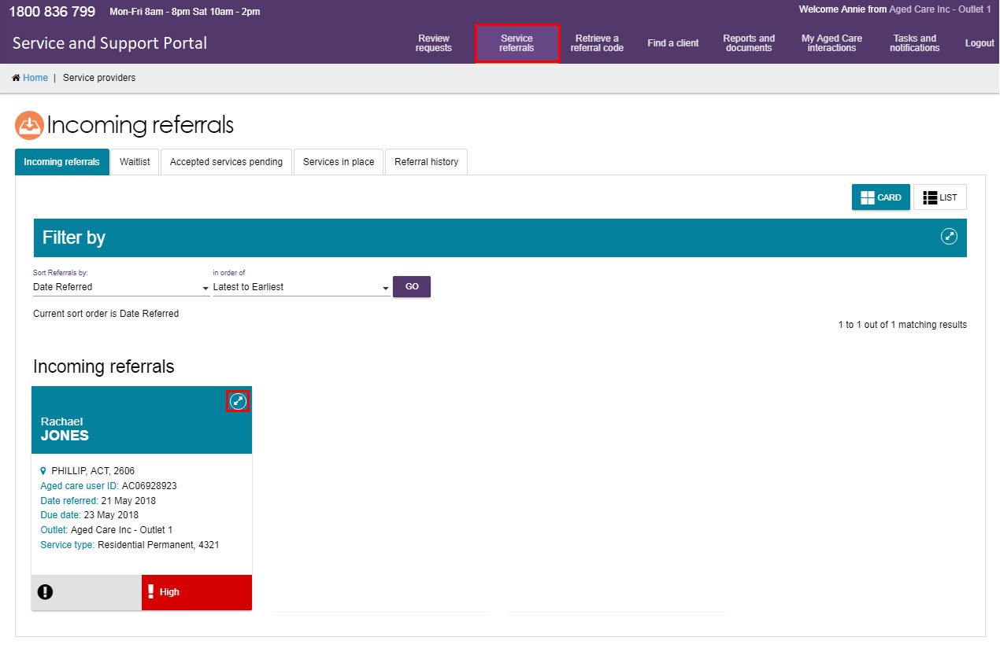 1800 836 799 Mon-Fri 8am - 8pm Sat 10am - 2pm
Welcome Annie from Aged Care Inc - Outlet 1
Service and Support Portal
Review requests
Service referrals
Retrieve a referral code
Find a client
Reports and documents
My Aged Care interactions
Tasks and notifications
Logout
Home | Service providers
Incoming referrals
Incoming referrals
Waitlist
Accepted services pending
Services in place
Referral history
CARD
LIST
Filter by
Sort Referrals by:
Date Referred
in order of
Latest to Earliest
GO
Current sort order is Date Referred
1 to 1 out of 1 matching results
Incoming referrals
Rachael
JONES
PHILLIP, ACT, 2606
Aged care user ID: AC06928923
Date referred: 21 May 2018
Due date: 23 May 2018
Outlet: Aged Care Inc - Outlet 1
Service type: Residential Permanent, 4321
High